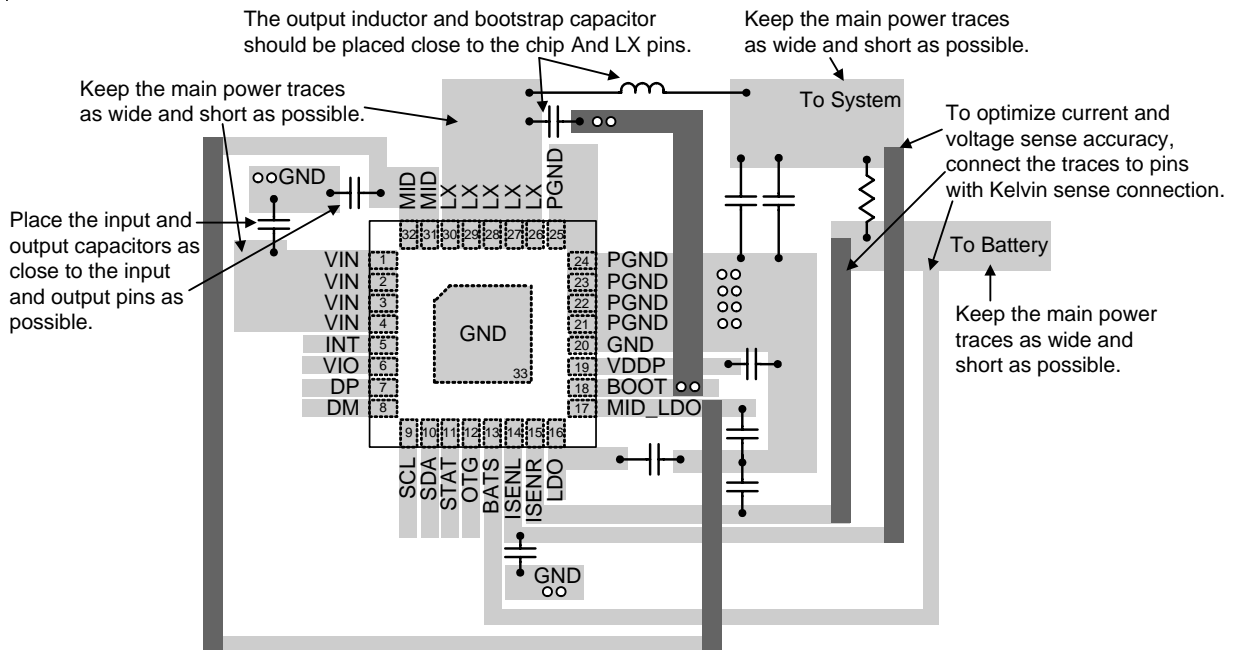 The output inductor and bootstrap capacitor
should be placed close to the chip And LX pins.
Keep the main power traces
as wide and short as possible.
Keep the main power traces
as wide and short as possible.
To System
To optimize current and
voltage sense accuracy,
connect the traces to pins
with Kelvin sense connection.
GND
Place the input and
output capacitors as
close to the input
and output pins as
possible.
To Battery
Keep the main power
traces as wide and
short as possible.
MID
MID
LX
LX
LX
LX
LX
PGND
32
31
30
29
28
27
26
25
VIN 1
VIN 2
VIN 3
VIN 4
INT 5
VIO 6
DP 7
DM 8
GND
33
24 PGND
23 PGND
22 PGND
21 PGND
20 GND
19 VDDP
18 BOOT
17 MID_LDO
9
10
11
12
13
14
15
16
SCL
SDA
STAT
OTG
BATS
ISENL
ISENR
LDO
GND